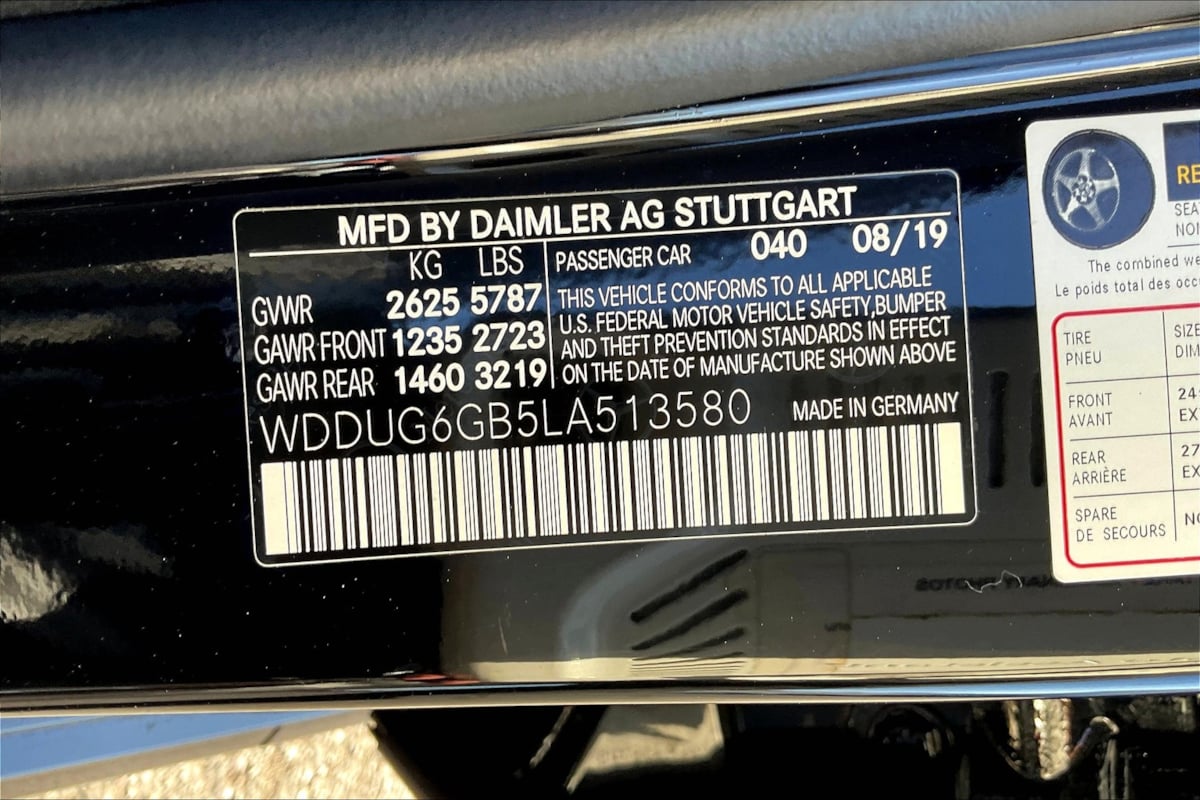 MFD BY DAIMLER AG STUTTGART
KG LBS
GVWR 2625 5787
GAWR FRONT 1235 2723
GAWR REAR 1460 3219
PASSENGER CAR 040 08/19
THIS VEHICLE CONFORMS TO ALL APPLICABLE
U.S. FEDERAL MOTOR VEHICLE SAFETY,BUMPER
AND THEFT PREVENTION STANDARDS IN EFFECT
ON THE DATE OF MANUFACTURE SHOWN ABOVE
WDDUG6GB5LA513580 MADE IN GERMANY
The combined
Le poids total des
TIRE
PNEU
FRONT 24
AVANT
REAR 27
ARRIÈRE
SPARE
DE SECOURS